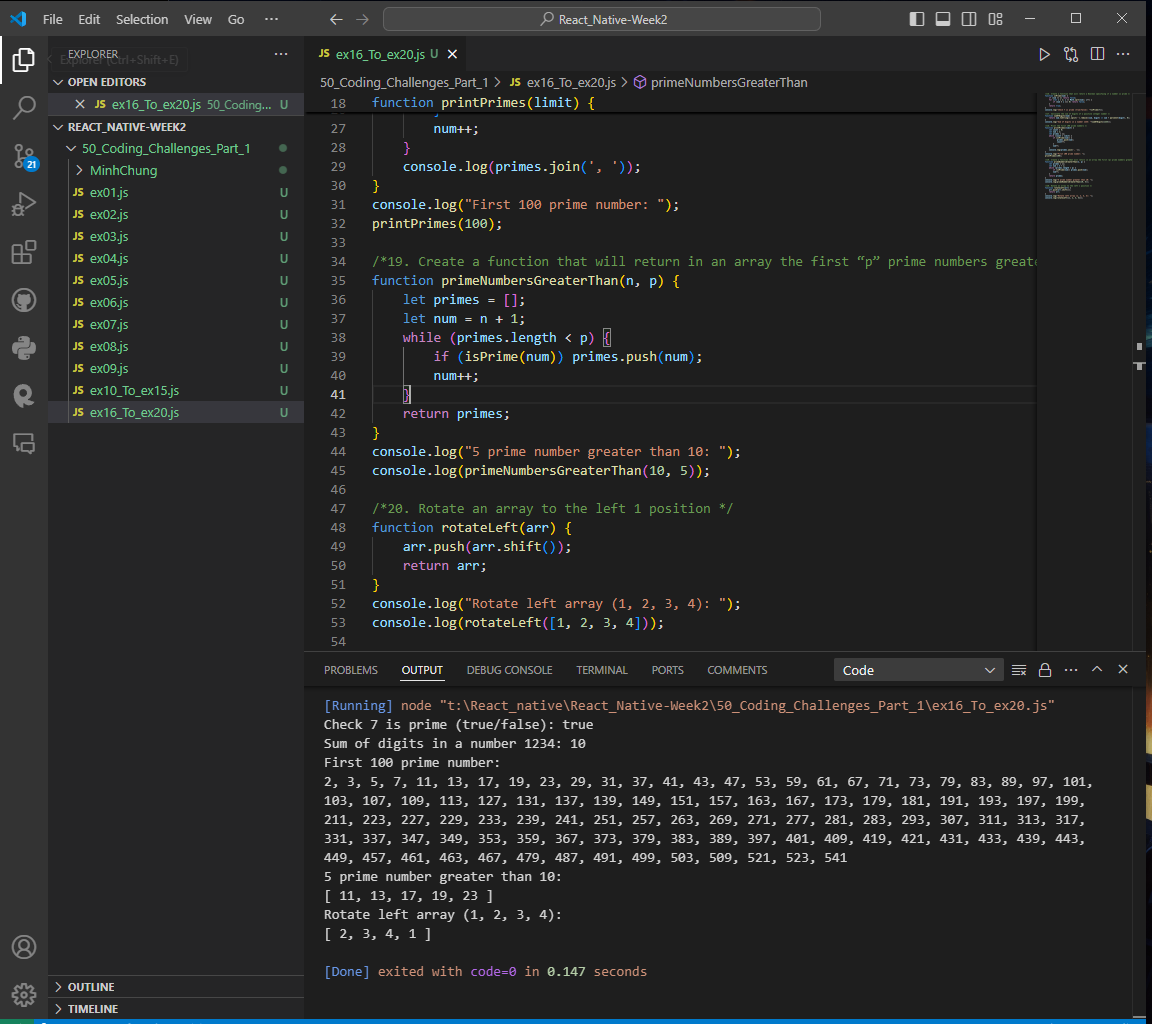 File Edit Selection View Go ···
React_Native-Week2
EXPLORER
Explorer (Ctrl+Shift+E)
OPEN EDITORS
JS ex16_To_ex20.js 50_Coding... U
REACT_NATIVE-WEEK2
50_Coding_Challenges_Part_1
MinhChung
JS ex01.js U
JS ex02.js U
JS ex03.js U
JS ex04.js U
JS ex05.js U
JS ex06.js U
JS ex07.js U
JS ex08.js U
JS ex09.js U
JS ex10_To_ex15.js U
JS ex16_To_ex20.js U
21
OUTLINE
TIMELINE
JS ex16_To_ex20.js U
50_Coding_Challenges_Part_1 > JS ex16_To_ex20.js > primeNumbersGreaterThan
18 function printPrimes(limit) {
27 num++;
28 }
29 console.log(primes.join(', '));
30 }
31 console.log("First 100 prime number: ");
32 printPrimes(100);
33
34 /*19. Create a function that will return in an array the first “p” prime numbers greate
35 function primeNumbersGreaterThan(n, p) {
36 let primes = [];
37 let num = n + 1;
38 while (primes.length < p) {
39 if (isPrime(num)) primes.push(num);
40 num++;
41 }
42 return primes;
43 }
44 console.log("5 prime number greater than 10: ");
45 console.log(primeNumbersGreaterThan(10, 5));
46
47 /*20. Rotate an array to the left 1 position */
48 function rotateLeft(arr) {
49 arr.push(arr.shift());
50 return arr;
51 }
52 console.log("Rotate left array (1, 2, 3, 4): ");
53 console.log(rotateLeft([1, 2, 3, 4]));
54
PROBLEMS OUTPUT DEBUG CONSOLE TERMINAL PORTS COMMENTS Code
[Running] node "t:\React_native\React_Native-Week2\50_Coding_Challenges_Part_1\ex16_To_ex20.js"
Check 7 is prime (true/false): true
Sum of digits in a number 1234: 10
First 100 prime number:
2, 3, 5, 7, 11, 13, 17, 19, 23, 29, 31, 37, 41, 43, 47, 53, 59, 61, 67, 71, 73, 79, 83, 89, 97, 101,
103, 107, 109, 113, 127, 131, 137, 139, 149, 151, 157, 163, 167, 173, 179, 181, 191, 193, 197, 199,
211, 223, 227, 229, 233, 239, 241, 251, 257, 263, 269, 271, 277, 281, 283, 293, 307, 311, 313, 317,
331, 337, 347, 349, 353, 359, 367, 373, 379, 383, 389, 397, 401, 409, 419, 421, 431, 433, 439, 443,
449, 457, 461, 463, 467, 479, 487, 491, 499, 503, 509, 521, 523, 541
5 prime number greater than 10:
[ 11, 13, 17, 19, 23 ]
Rotate left array (1, 2, 3, 4):
[ 2, 3, 4, 1 ]
[Done] exited with code=0 in 0.147 seconds